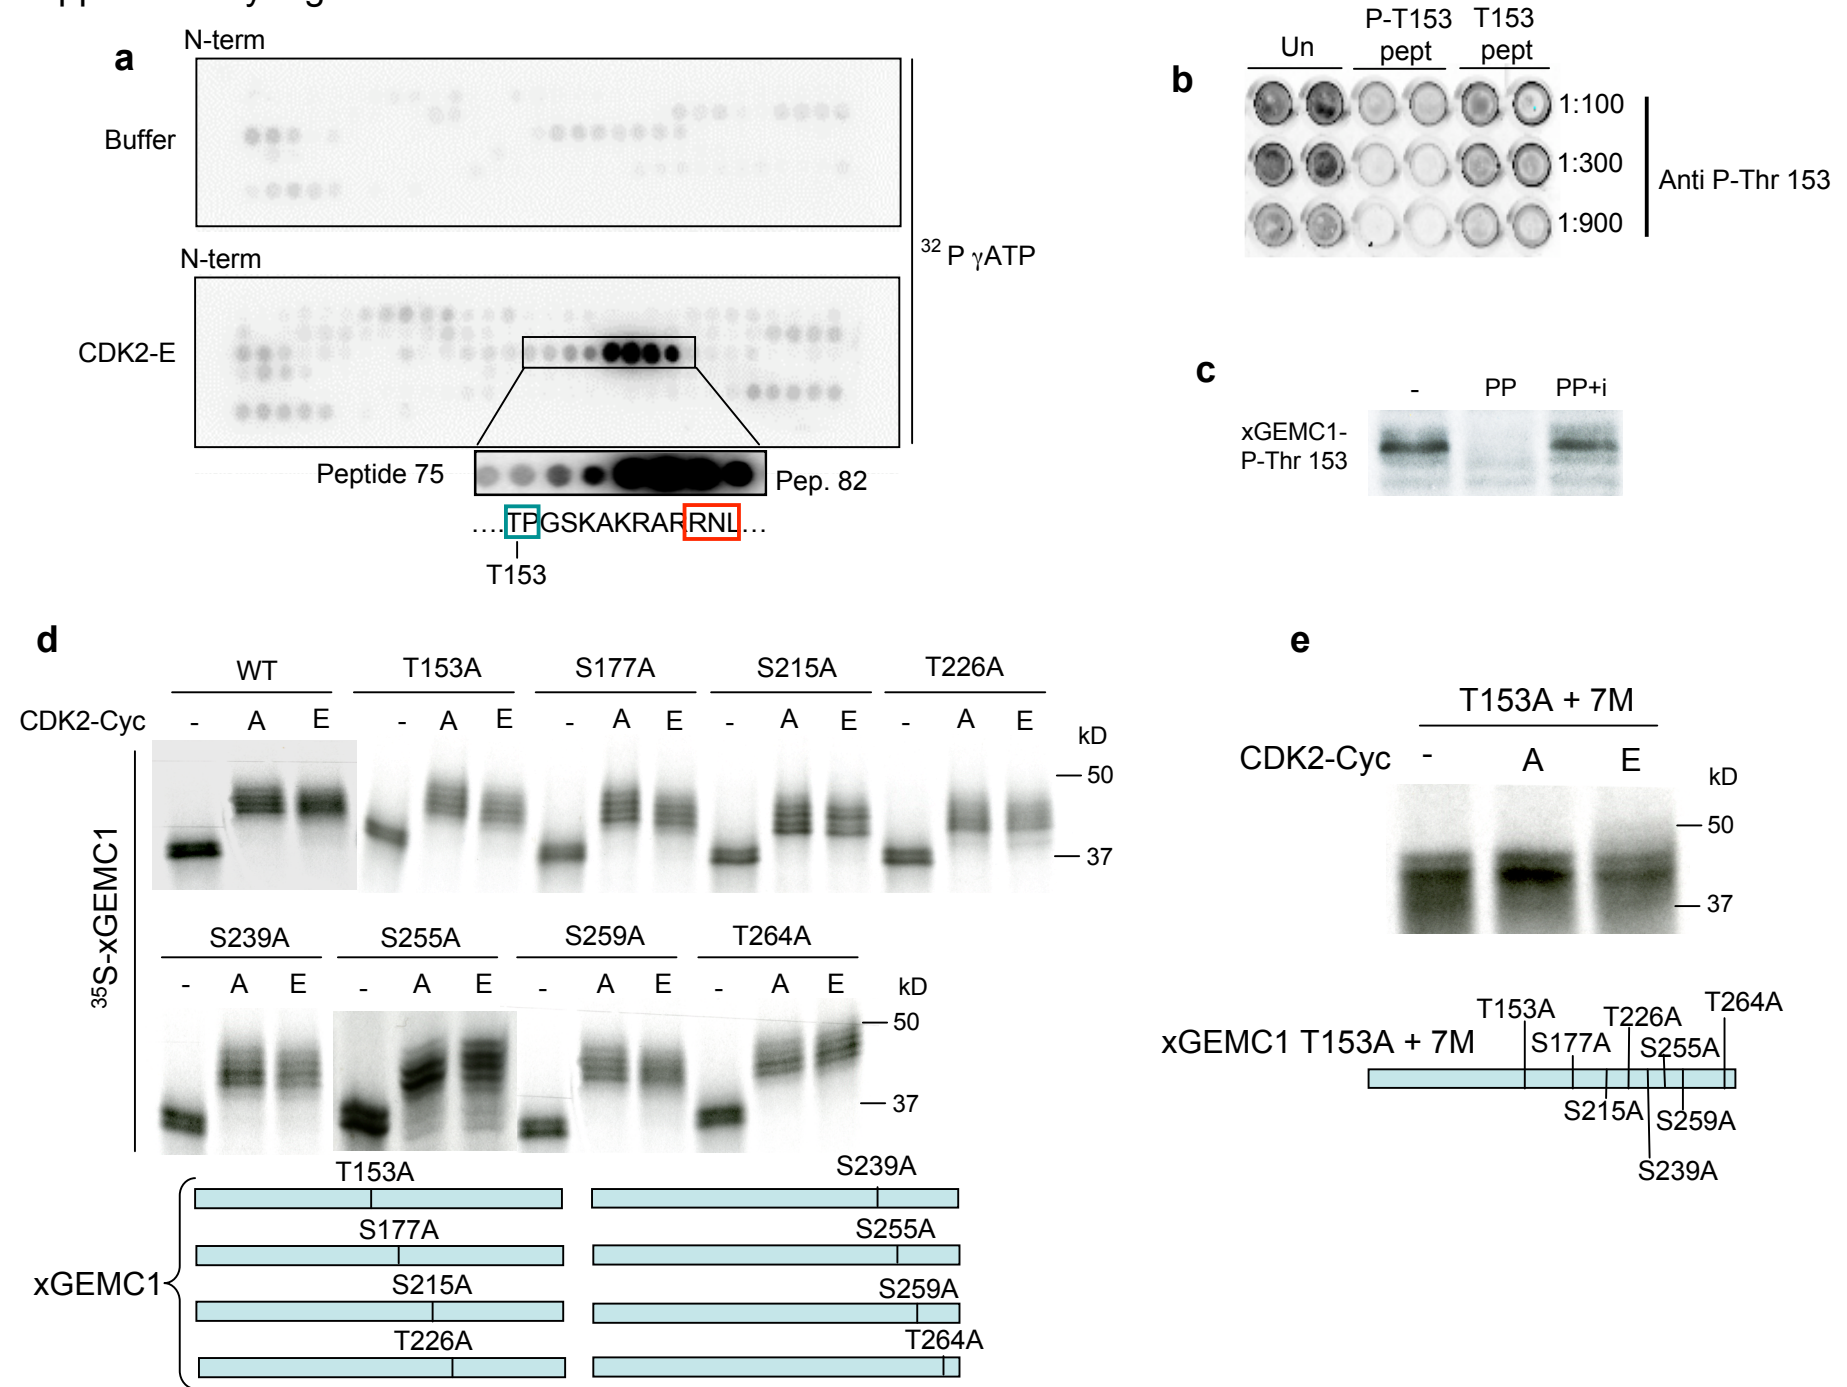 a
N-term
Buffer
N-term
CDK2-E
32 P γATP
Peptide 75
Pep. 82
....TPGSKAKRARRNL...
T153
b
Un
P-T153 pept
T153 pept
1:100
1:300
1:900
Anti P-Thr 153
c
- PP PP+i
xGEMC1-
P-Thr 153
d
WT T153A S177A S215A T226A
CDK2-Cyc - A E - A E - A E - A E - A E
kD
50
37
35S-xGEMC1
S239A S255A S259A T264A
- A E - A E - A E - A E kD
50
37
xGEMC1
T153A
S177A
S215A
T226A
S239A
S255A
S259A
T264A
e
T153A + 7M
CDK2-Cyc - A E
kD
50
37
xGEMC1 T153A + 7M
T153A
S177A
S215A
T226A
S239A
S255A
S259A
T264A